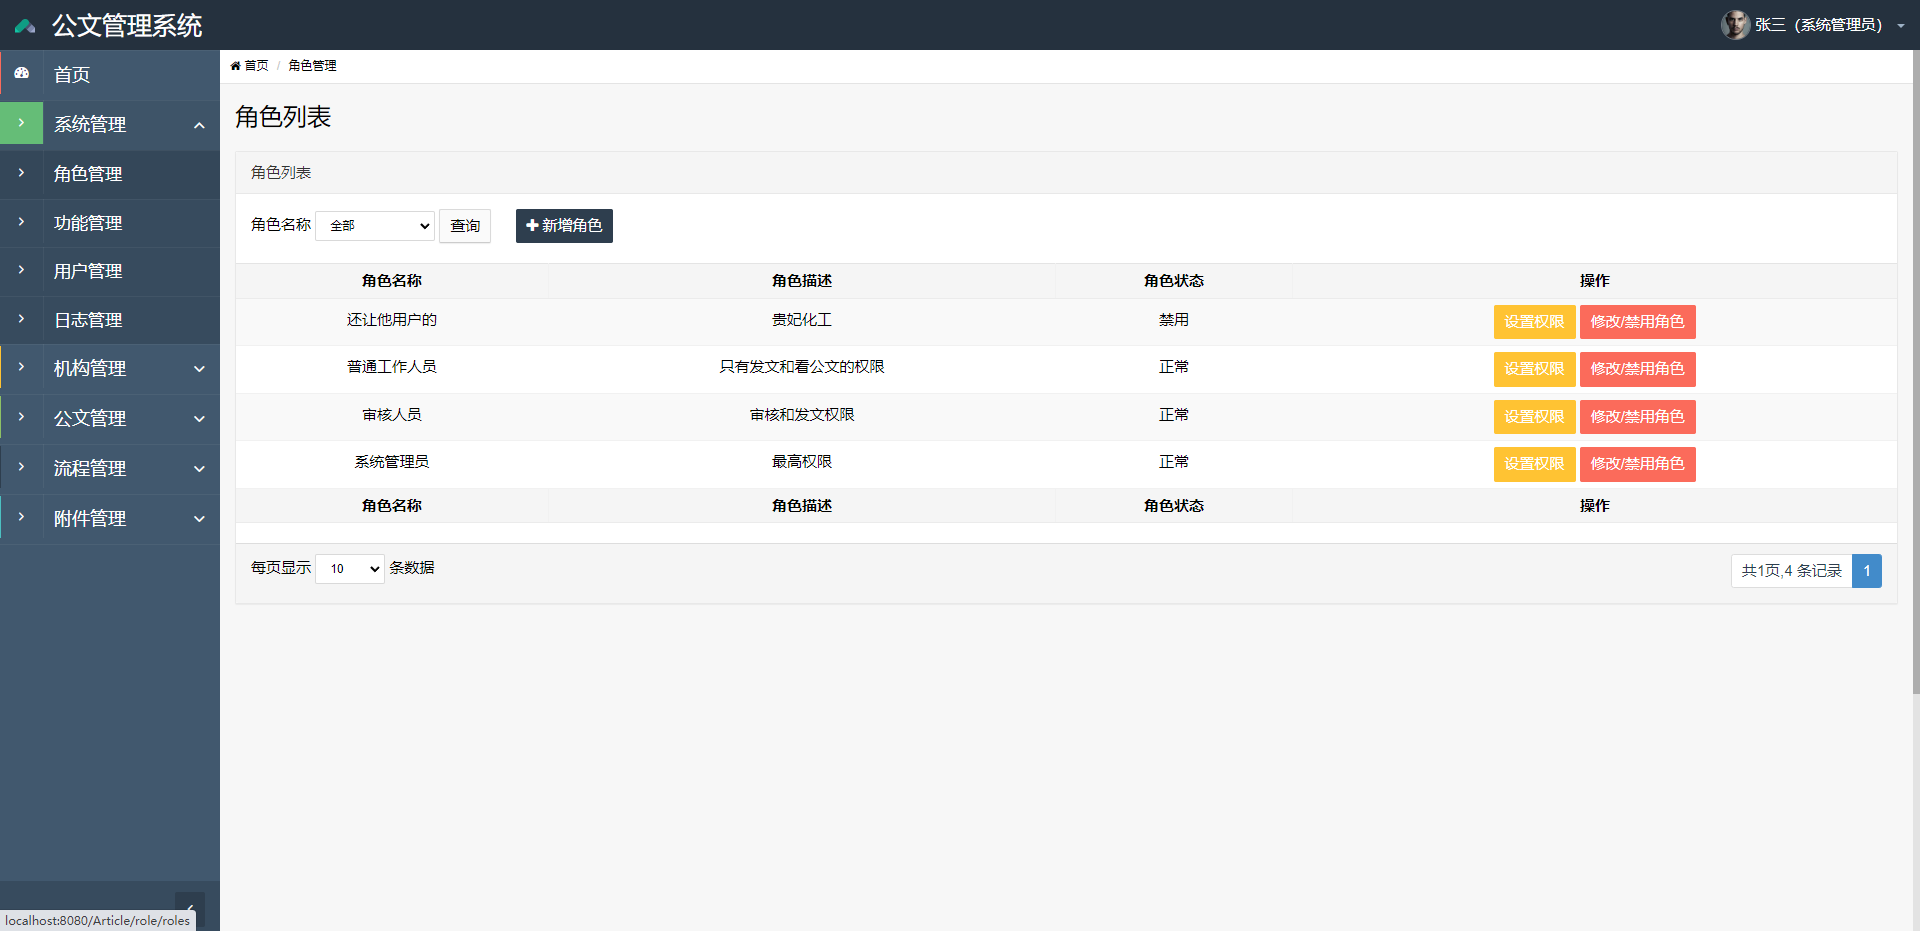 公文管理系统
张三（系统管理员）
首页
系统管理
角色管理
功能管理
用户管理
日志管理
机构管理
公文管理
流程管理
附件管理
首页 / 角色管理
角色列表
角色列表
角色名称 全部 查询 新增角色
角色名称 角色描述 角色状态 操作
还让他用户的 贵妃化工 禁用 设置权限 修改/禁用角色
普通工作人员 只有发文和看公文的权限 正常 设置权限 修改/禁用角色
审核人员 审核和发文权限 正常 设置权限 修改/禁用角色
系统管理员 最高权限 正常 设置权限 修改/禁用角色
角色名称 角色描述 角色状态 操作
每页显示 10 条数据
共1页,4 条记录 1
localhost:8080/Article/role/roles